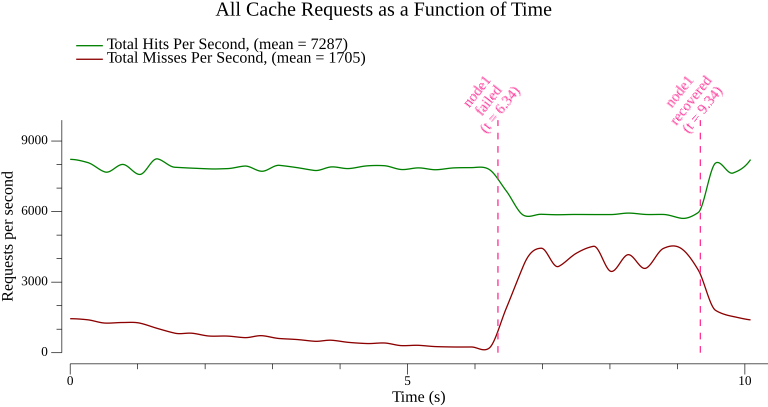 All Cache Requests as a Function of Time
Total Hits Per Second, (mean = 7287)
Total Misses Per Second, (mean = 1705)
node1
failed
(t = 6.34)
node1
recovered
(t = 9.34)
9000
6000
3000
0
Requests per second
0
5
10
Time (s)